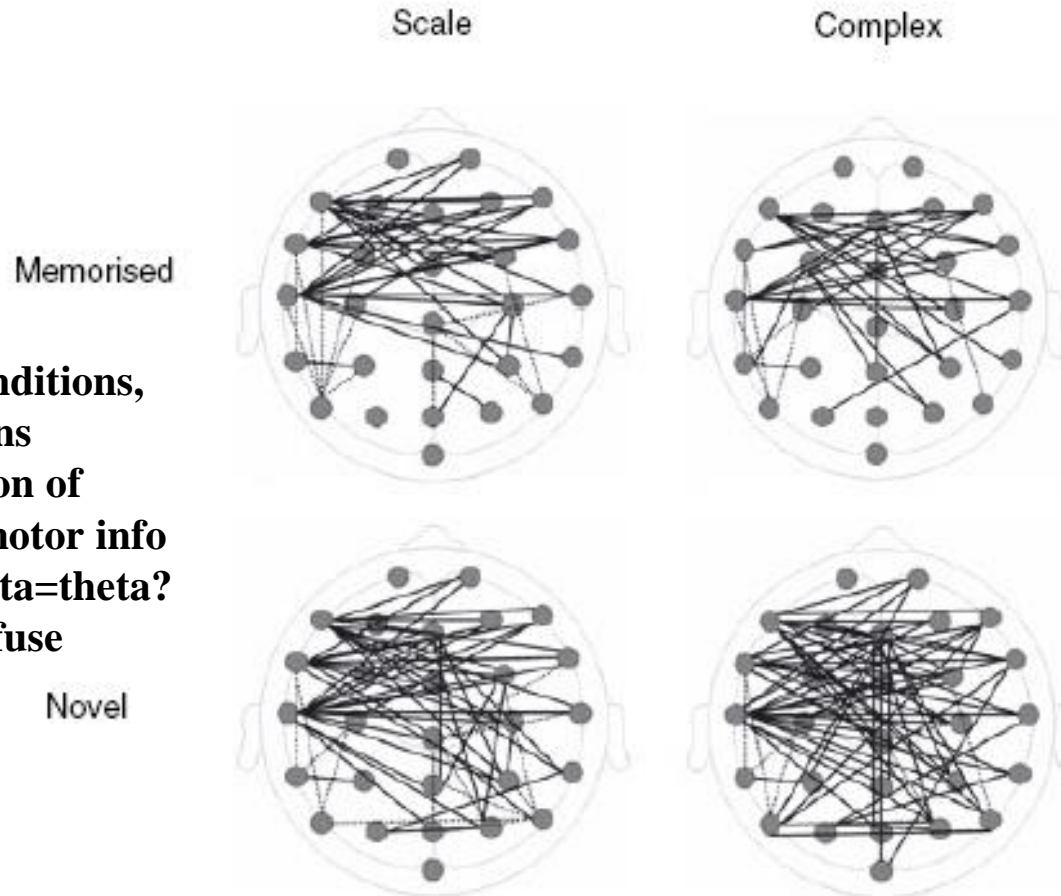 Scale
Complex
Memorised
nditions,
ns
on of
notor info
ta=theta?
fuse
Novel